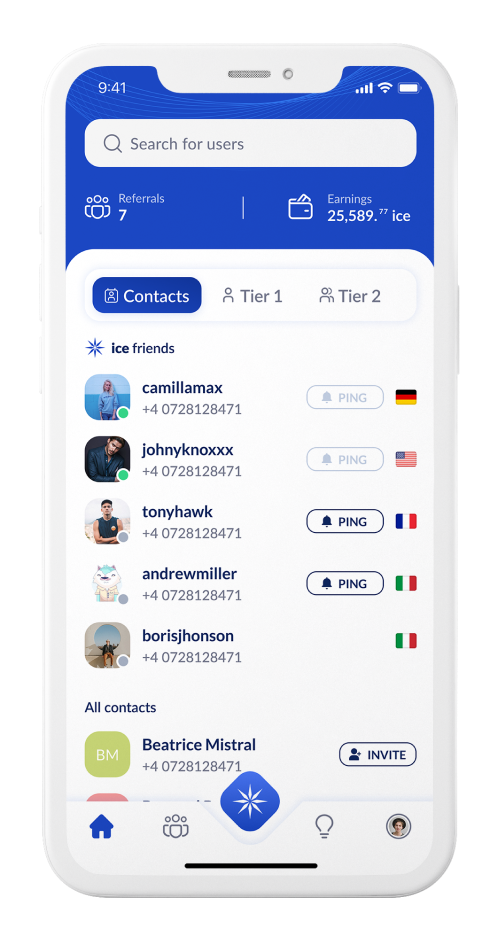 9:41
Search for users
Referrals
7
Earnings
25,589.⁷⁷ ice
Contacts
Tier 1
Tier 2
ice friends
camillamax
+4 0728128471
PING
johnyknoxxx
+4 0728128471
PING
tonyhawk
+4 0728128471
PING
andrewmiller
+4 0728128471
PING
borisjhonson
+4 0728128471
All contacts
BM
Beatrice Mistral
+4 0728128471
INVITE